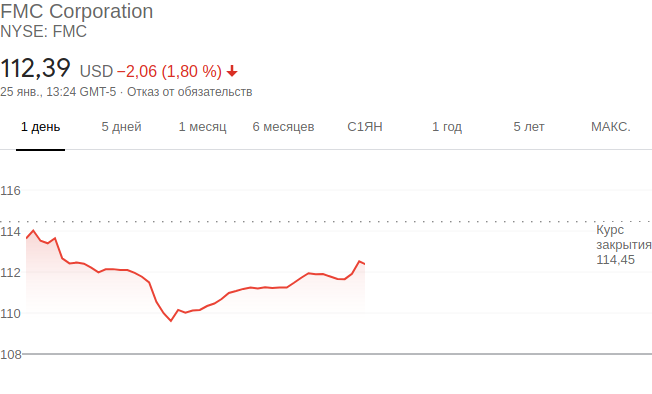 FMC Corporation
NYSE: FMC
112,39 USD −2,06 (1,80 %)
25 янв., 13:24 GMT-5 · Отказ от обязательств
1 день 5 дней 1 месяц 6 месяцев С1ЯН 1 год 5 лет МАКС.
116
114
Курс
закрытия
114,45
112
110
108